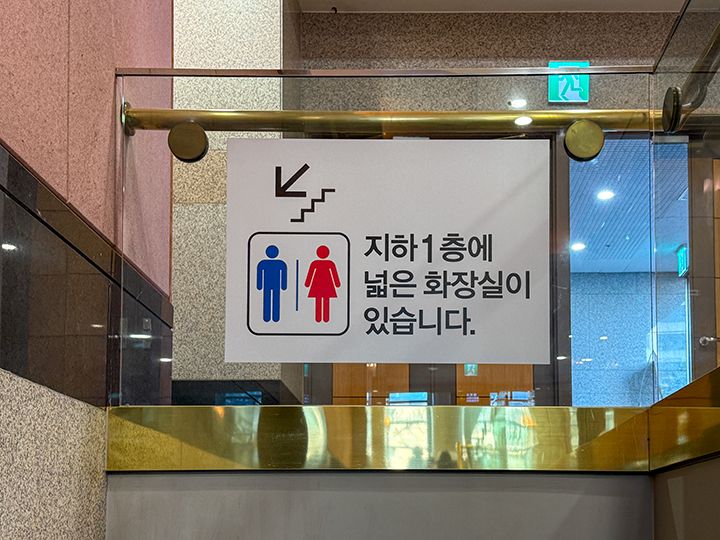 지하 1 층에
넓은 화장실이
있습니다.